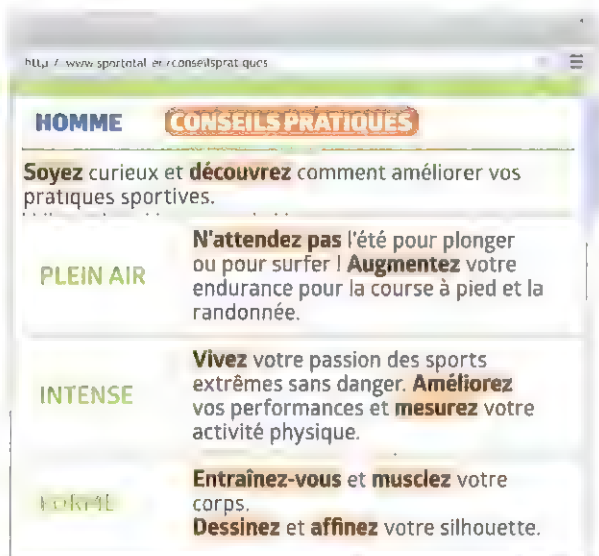 HOMME CONSEILS PRATIQUES
Soyez curieux et découvrez comment améliorer vos
pratiques sportives.
PLEIN AIR
N'attendez pas l'été pour plonger
ou pour surfer ! Augmentez votre
endurance pour la course à pied et la
randonnée.
INTENSE
Vivez votre passion des sports
extrêmes sans danger. Améliorez
vos performances et mesurez votre
activité physique.
Entraînez-vous et musclez votre
corps.
Dessinez et affinez votre silhouette.